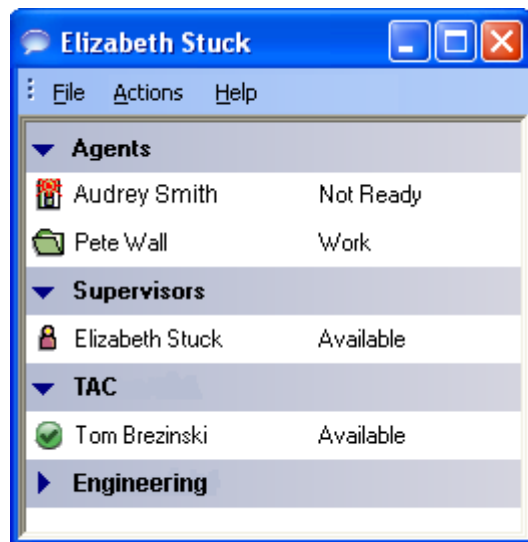 Elizabeth Stuck
File Actions Help
Agents
Audrey Smith Not Ready
Pete Wall Work
Supervisors
Elizabeth Stuck Available
TAC
Tom Brezinski Available
Engineering